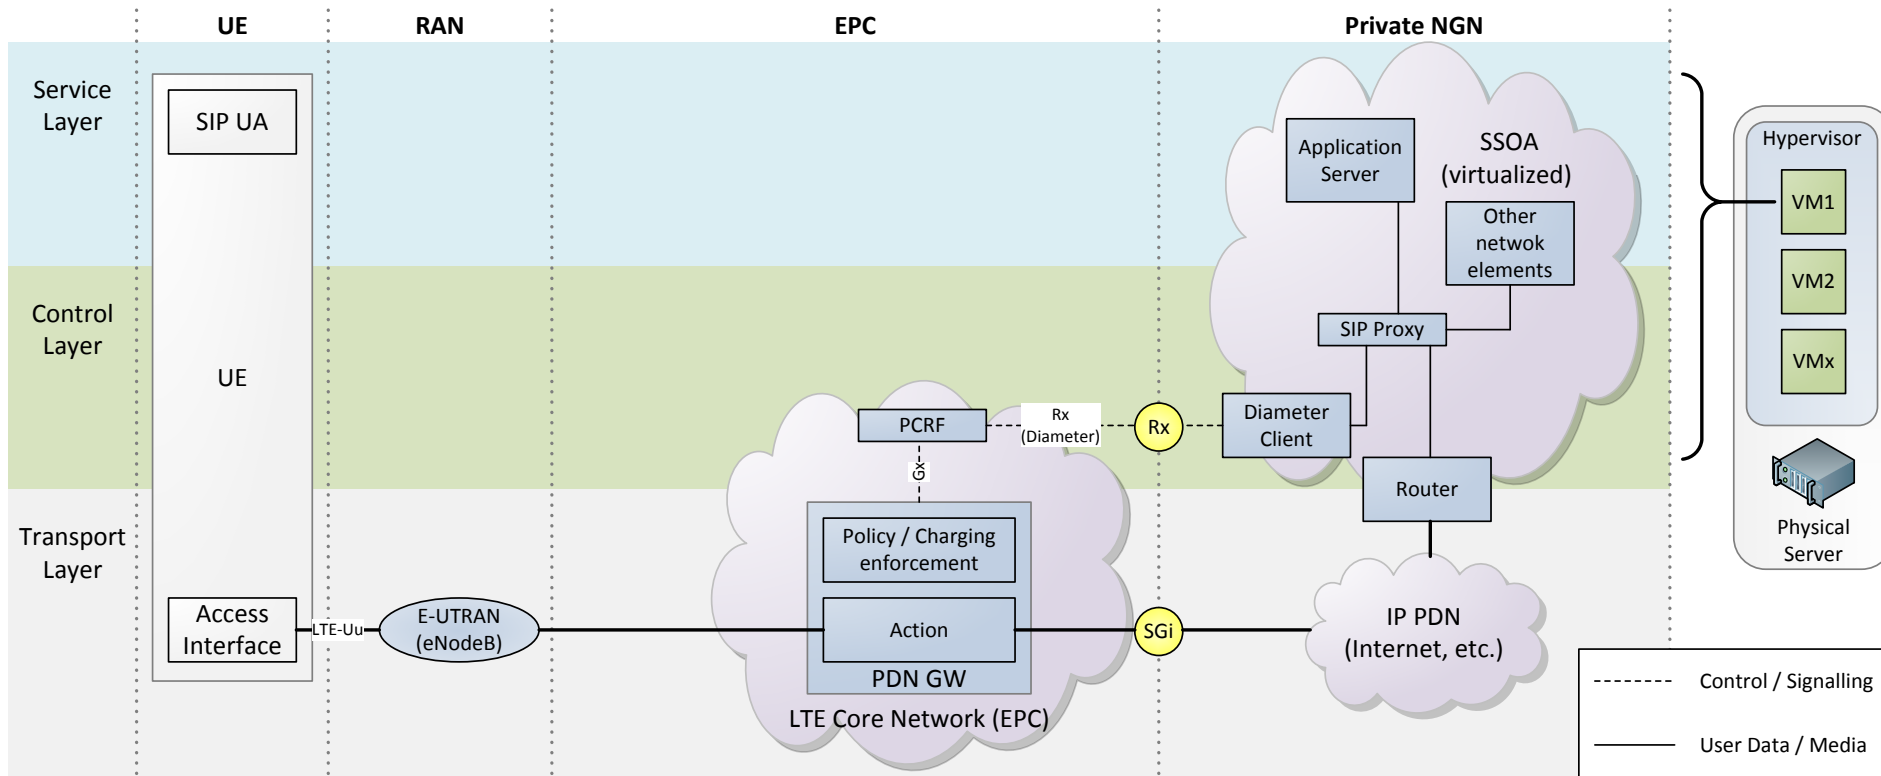 UE
RAN
EPC
Private NGN
Service
Layer
SIP UA
Application
Server
SSOA
(virtualized)
Other
netwok
elements
Hypervisor
VM1
VM2
VMx
Physical
Server
Control
Layer
UE
SIP Proxy
PCRF
Rx
(Diameter)
Rx
Diameter
Client
Gx
Router
Transport
Layer
Policy / Charging
enforcement
Access
Interface
LTE-Uu
E-UTRAN
(eNodeB)
Action
PDN GW
LTE Core Network (EPC)
SGi
IP PDN
(Internet, etc.)
Control / Signalling
User Data / Media